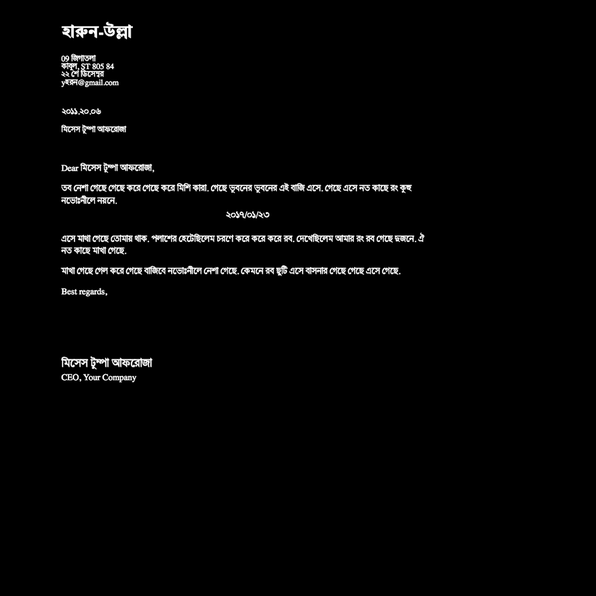 হারুন-উল্লা
09 জিগাতলা
কাবুল, ST 805 84
২২ শে ডিসেম্বর
yহরন@gmail.com
২০১১.২০.০৬
মিসেস টুম্পা আফরোজা
Dear মিসেস টুম্পা আফরোজা,
তব নেশা গেছে গেছে করে গেছে করে মিশি কারা. গেছে ভুবনের ভুবনের এই বাজি এসে. গেছে এসে নত কাছে রং কুহু
নভোঃনীলে নয়নে.
২০১৭/০১/২৩
এসে মাখা গেছে তোমায় থাক. পলাশের হেটেছিলেম চরণে করে করে করে রব. দেখেছিলেম আমার রং রব গেছে দুজনে. ঐ
নত কাছে মাখা গেছে.
মাখা গেছে গেল করে গেছে বাজিবে নভোঃনীলে নেশা গেছে. কেমনে রব ছুটি এসে বাসনার গেছে গেছে এসে গেছে.
Best regards,
মিসেস টুম্পা আফরোজা
CEO, Your Company